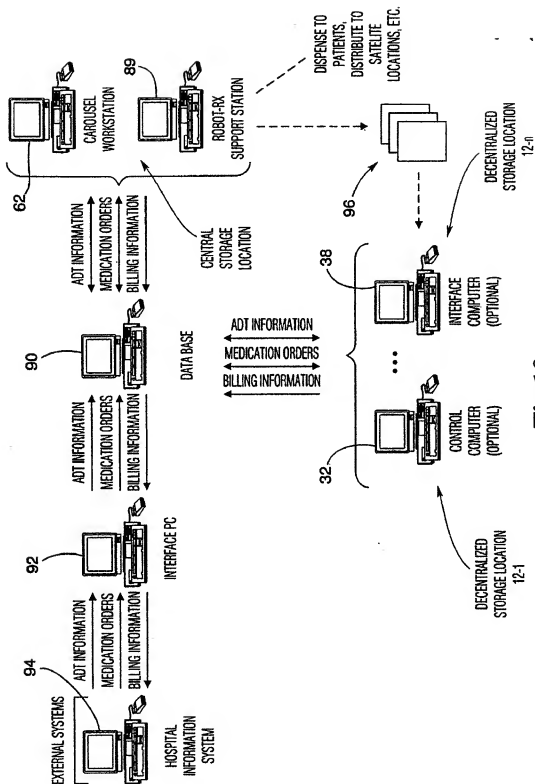 EXTERNAL SYSTEMS
94
HOSPITAL
INFORMATION
SYSTEM
ADT INFORMATION
MEDICATION ORDERS
BILLING INFORMATION
92
INTERFACE PC
ADT INFORMATION
MEDICATION ORDERS
BILLING INFORMATION
90
DATA BASE
ADT INFORMATION
MEDICATION ORDERS
BILLING INFORMATION
62
CAROUSEL
WORKSTATION
89
ROBOT-RX
SUPPORT STATION
CENTRAL
STORAGE
LOCATION
ADT INFORMATION
MEDICATION ORDERS
BILLING INFORMATION
DISPENSE TO
PATIENTS,
DISTRIBUTE TO
SATELITE
LOCATIONS, ETC.
96
32
CONTROL
COMPUTER
(OPTIONAL)
38
INTERFACE
COMPUTER
(OPTIONAL)
DECENTRALIZED
STORAGE LOCATION
12-1
DECENTRALIZED
STORAGE LOCATION
12-n